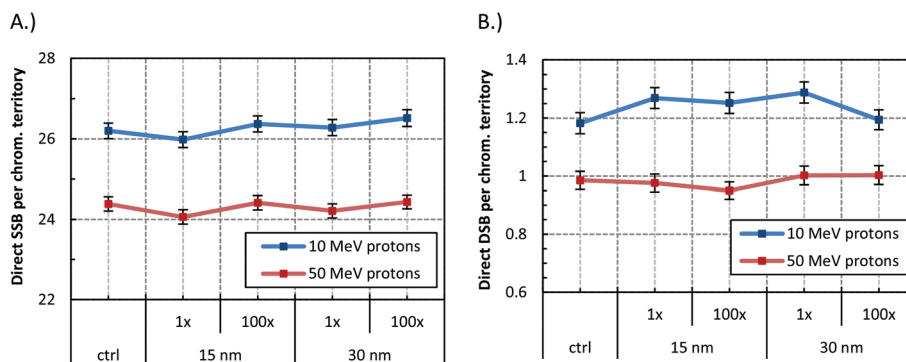 A.)
Direct SSB per chrom. territory
28
26
24
22
10 MeV protons
50 MeV protons
1x 100x 1x 100x
ctrl 15 nm 30 nm
B.)
Direct DSB per chrom. territory
1.4
1.2
1
0.8
0.6
10 MeV protons
50 MeV protons
1x 100x 1x 100x
ctrl 15 nm 30 nm